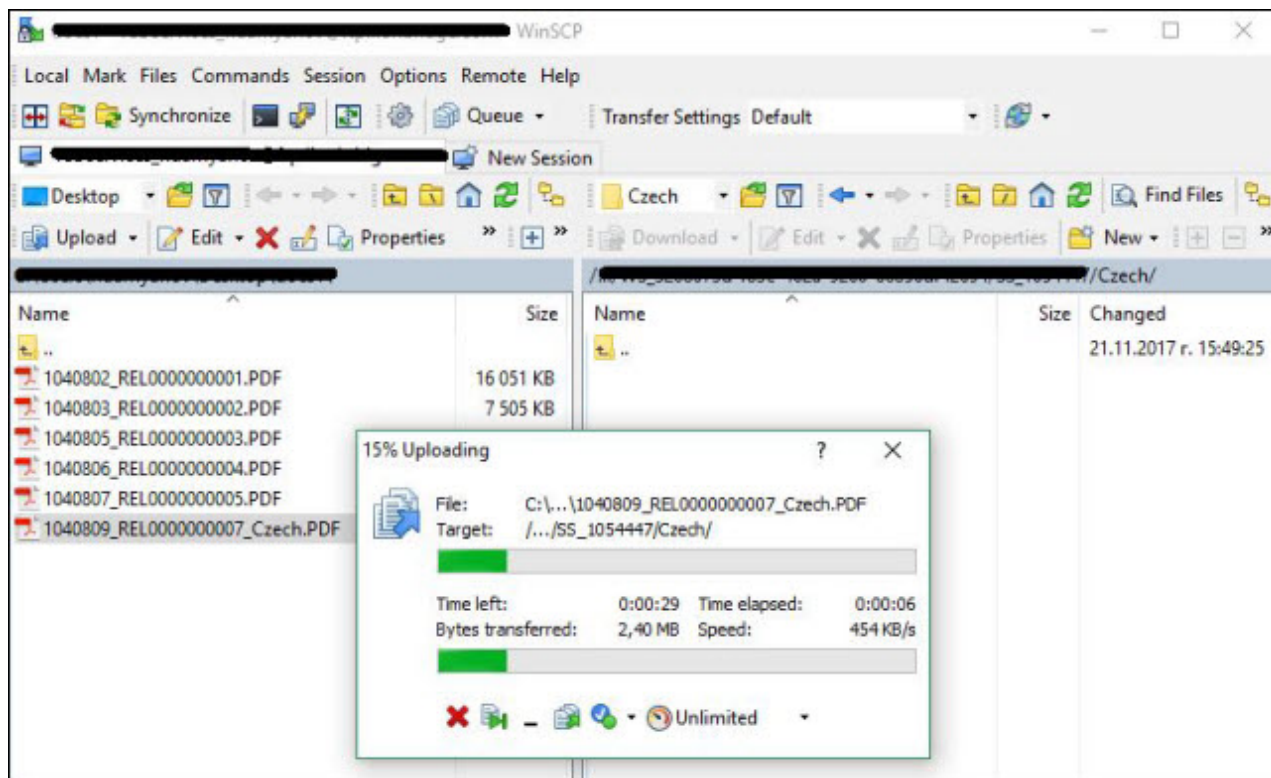 WinSCP
Local Mark Files Commands Session Options Remote Help
Synchronize Queue Transfer Settings Default
New Session
Desktop Czech Find Files
Upload Edit Properties » Download Edit Properties New »
/Czech/
Name Size Name Size Changed
.. .. 21.11.2017 г. 15:49:25
1040802_REL0000000001.PDF 16 051 KB
1040803_REL0000000002.PDF 7 505 KB
1040805_REL0000000003.PDF
1040806_REL0000000004.PDF
1040807_REL0000000005.PDF
1040809_REL0000000007_Czech.PDF
15% Uploading ?
File: C:\...\1040809_REL0000000007_Czech.PDF
Target: /.../SS_1054447/Czech/
Time left: 0:00:29 Time elapsed: 0:00:06
Bytes transferred: 2,40 MB Speed: 454 KB/s
Unlimited